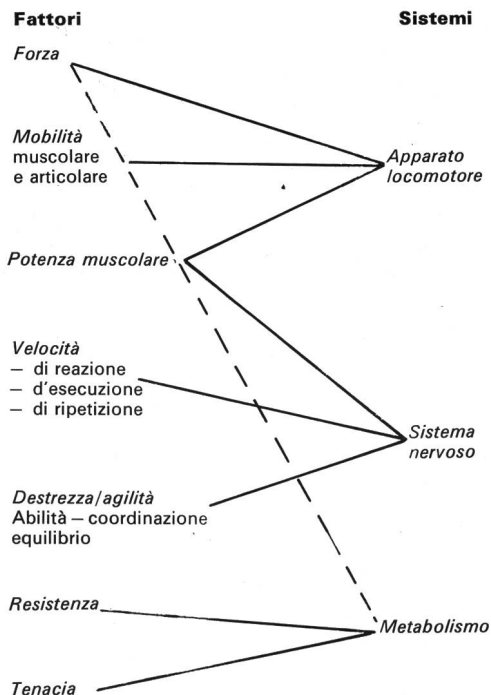 Fattori
Sistemi
Forza
Mobilità
muscolare
e articolare
Apparato
locomotore
Potenza muscolare
Velocità
— di reazione
— d'esecuzione
— di ripetizione
Sistema
nervoso
Destrezza/agilità
Abilità — coordinazione
equilibrio
Resistenza
Metabolismo
Tenacia